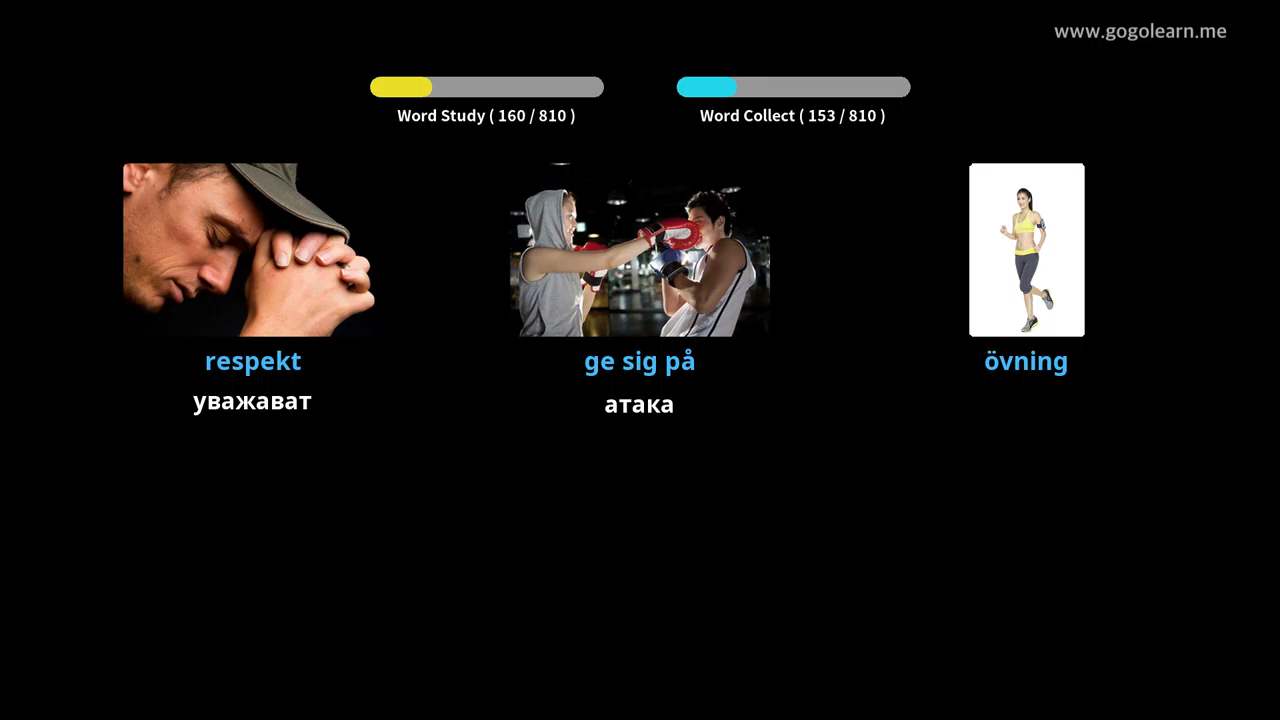 www.gogolearn.me
Word Study ( 160 / 810 )
Word Collect ( 153 / 810 )
respekt
ge sig på
övning
уважават
атака